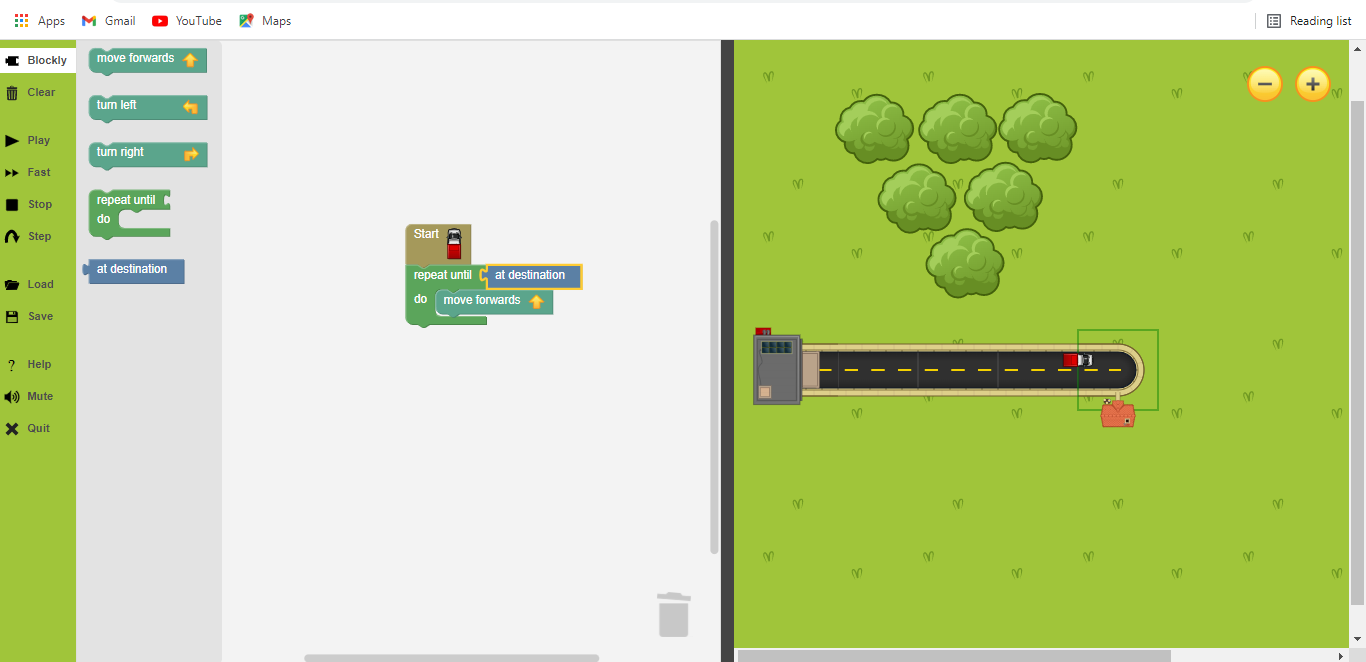 Apps Gmail YouTube Maps Reading list
Blockly
Clear
Play
Fast
Stop
Step
Load
Save
? Help
Mute
Quit
move forwards
turn left
turn right
repeat until
do
at destination
Start
repeat until at destination
do move forwards